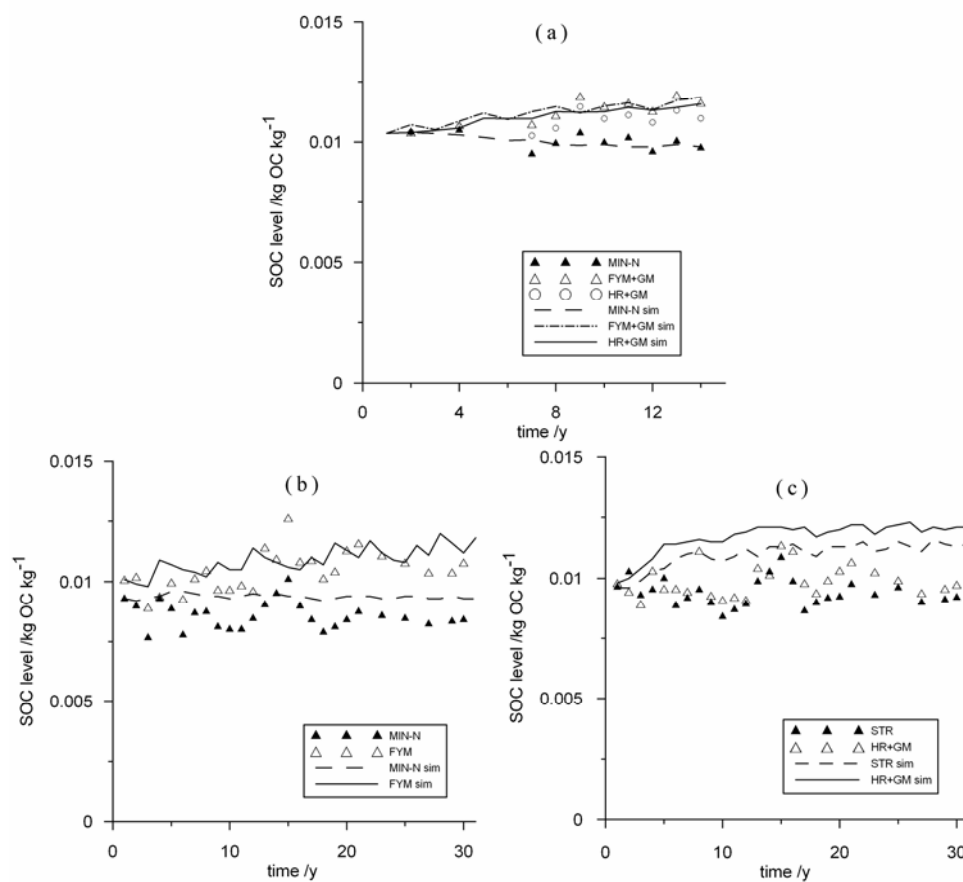 (a)
0.015
0.01
0.005
0
SOC level /kg OC kg⁻¹
MIN-N
FYM+GM
HR+GM
MIN-N sim
FYM+GM sim
HR+GM sim
0 4 8 12
time /y
(b)
0.015
0.01
0.005
0
SOC level /kg OC kg⁻¹
MIN-N
FYM
MIN-N sim
FYM sim
0 10 20 30
time /y
(c)
0.015
0.01
0.005
0
SOC level /kg OC kg⁻¹
STR
HR+GM
STR sim
HR+GM sim
0 10 20 30
time /y